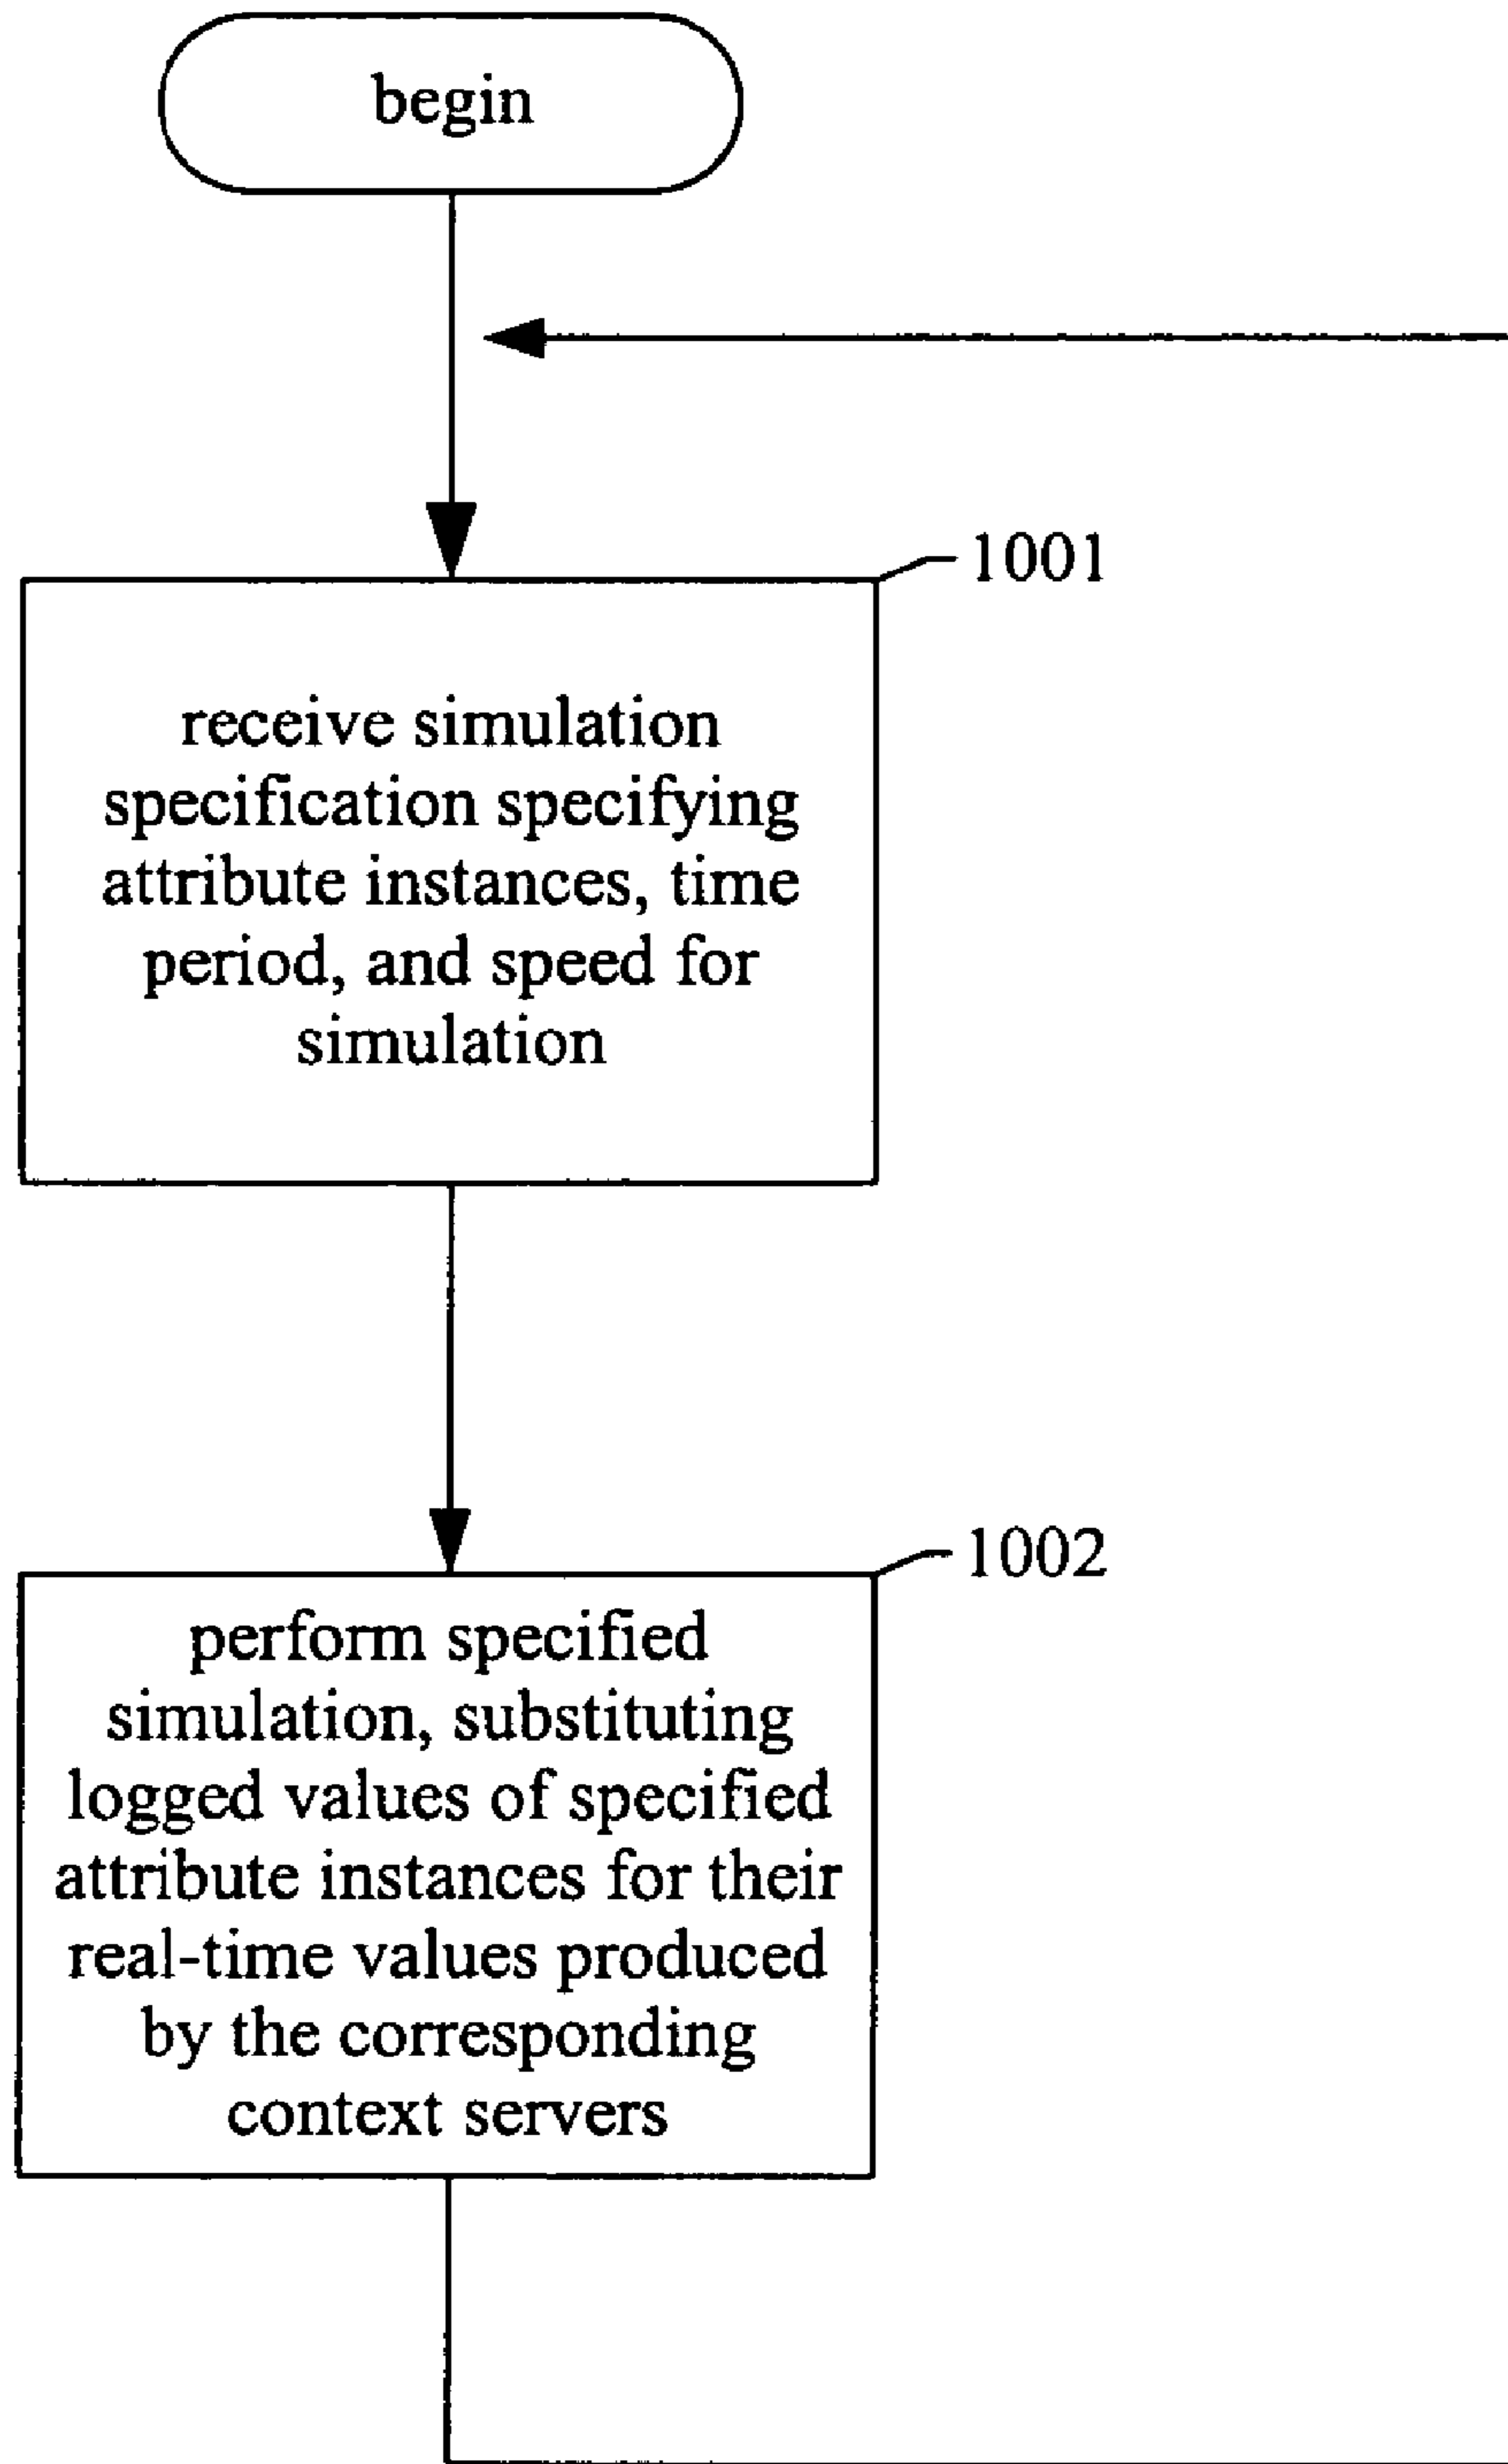 begin
1001
receive simulation
specification specifying
attribute instances, time
period, and speed for
simulation
1002
perform specified
simulation, substituting
logged values of specified
attribute instances for their
real-time values produced
by the corresponding
context servers